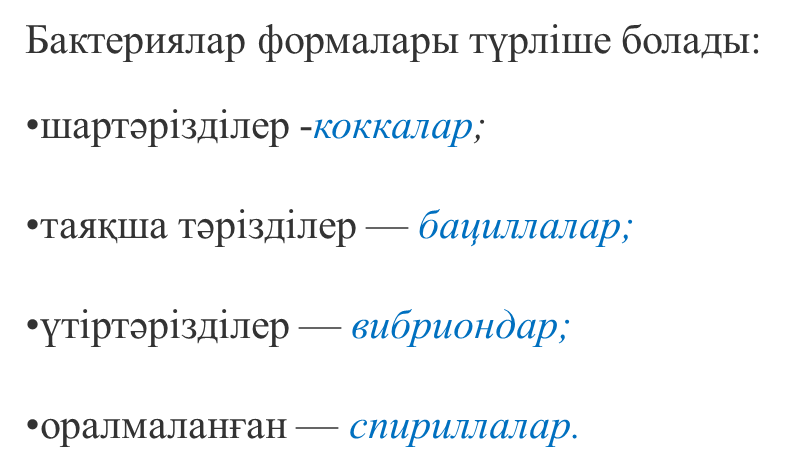 Бактериялар формалары түрліше болады:
•шартәрізділер -коккалар;
•таяқша тәрізділер — бациллалар;
•үтіртәрізділер — вибриондар;
•оралмаланған — спириллалар.